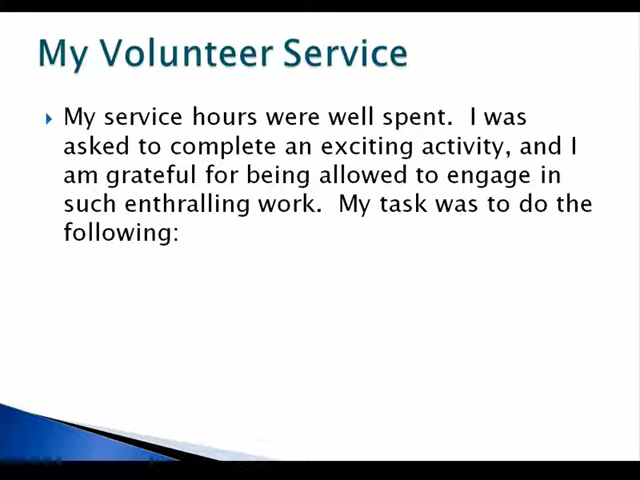 My Volunteer Service
My service hours were well spent.  I was
asked to complete an exciting activity, and I
am grateful for being allowed to engage in
such enthralling work.  My task was to do the
following: